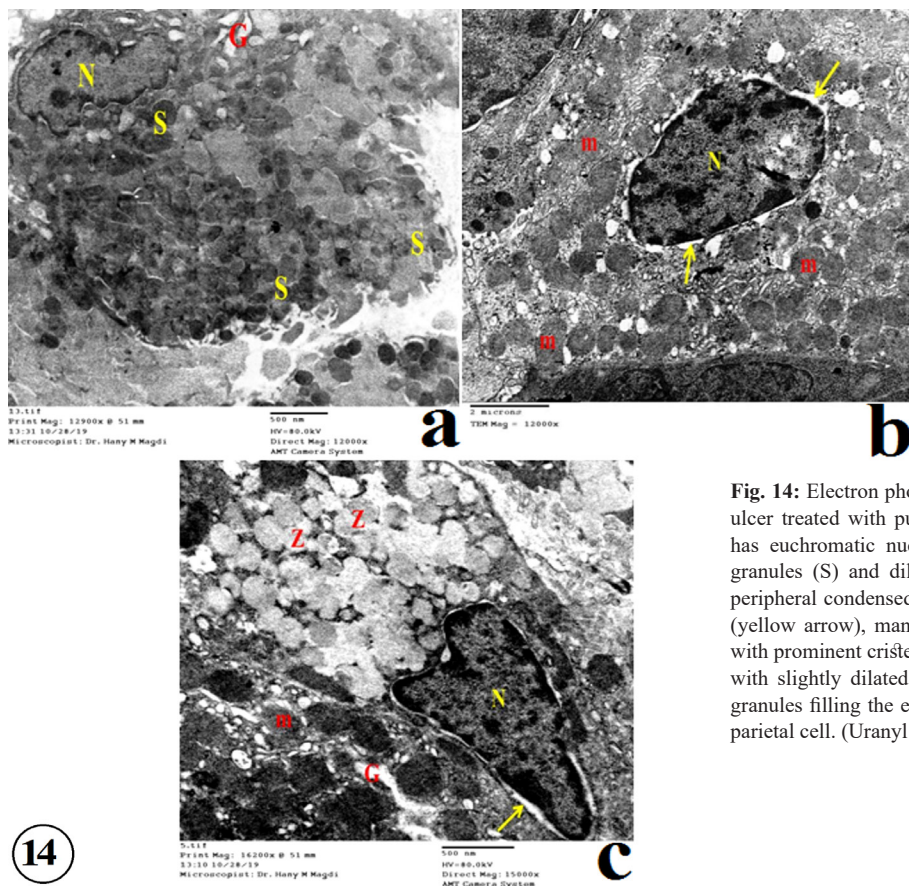 G
N
S
S
S
13.tif
Print Mag: 12900x @ 51 mm
13:31 10/28/19
Microscopist: Dr. Hany M Magdi
500 nm
HV=80.0kV
Direct Mag: 12000x
AMT Camera System
a
m
N
m
m
2 microns
TEM Mag = 12000x
b
Z
Z
N
m
G
5.tif
Print Mag: 16200x @ 51 mm
13:10 10/28/19
Microscopist: Dr. Hany M Magdi
500 nm
HV=80.0kV
Direct Mag: 15000x
AMT Camera System
c
14
Fig. 14: Electron pho
ulcer treated with pu
has euchromatic nuc
granules (S) and dil
peripheral condensed
(yellow arrow), man
with prominent criste
with slightly dilated
granules filling the e
parietal cell. (Uranyl